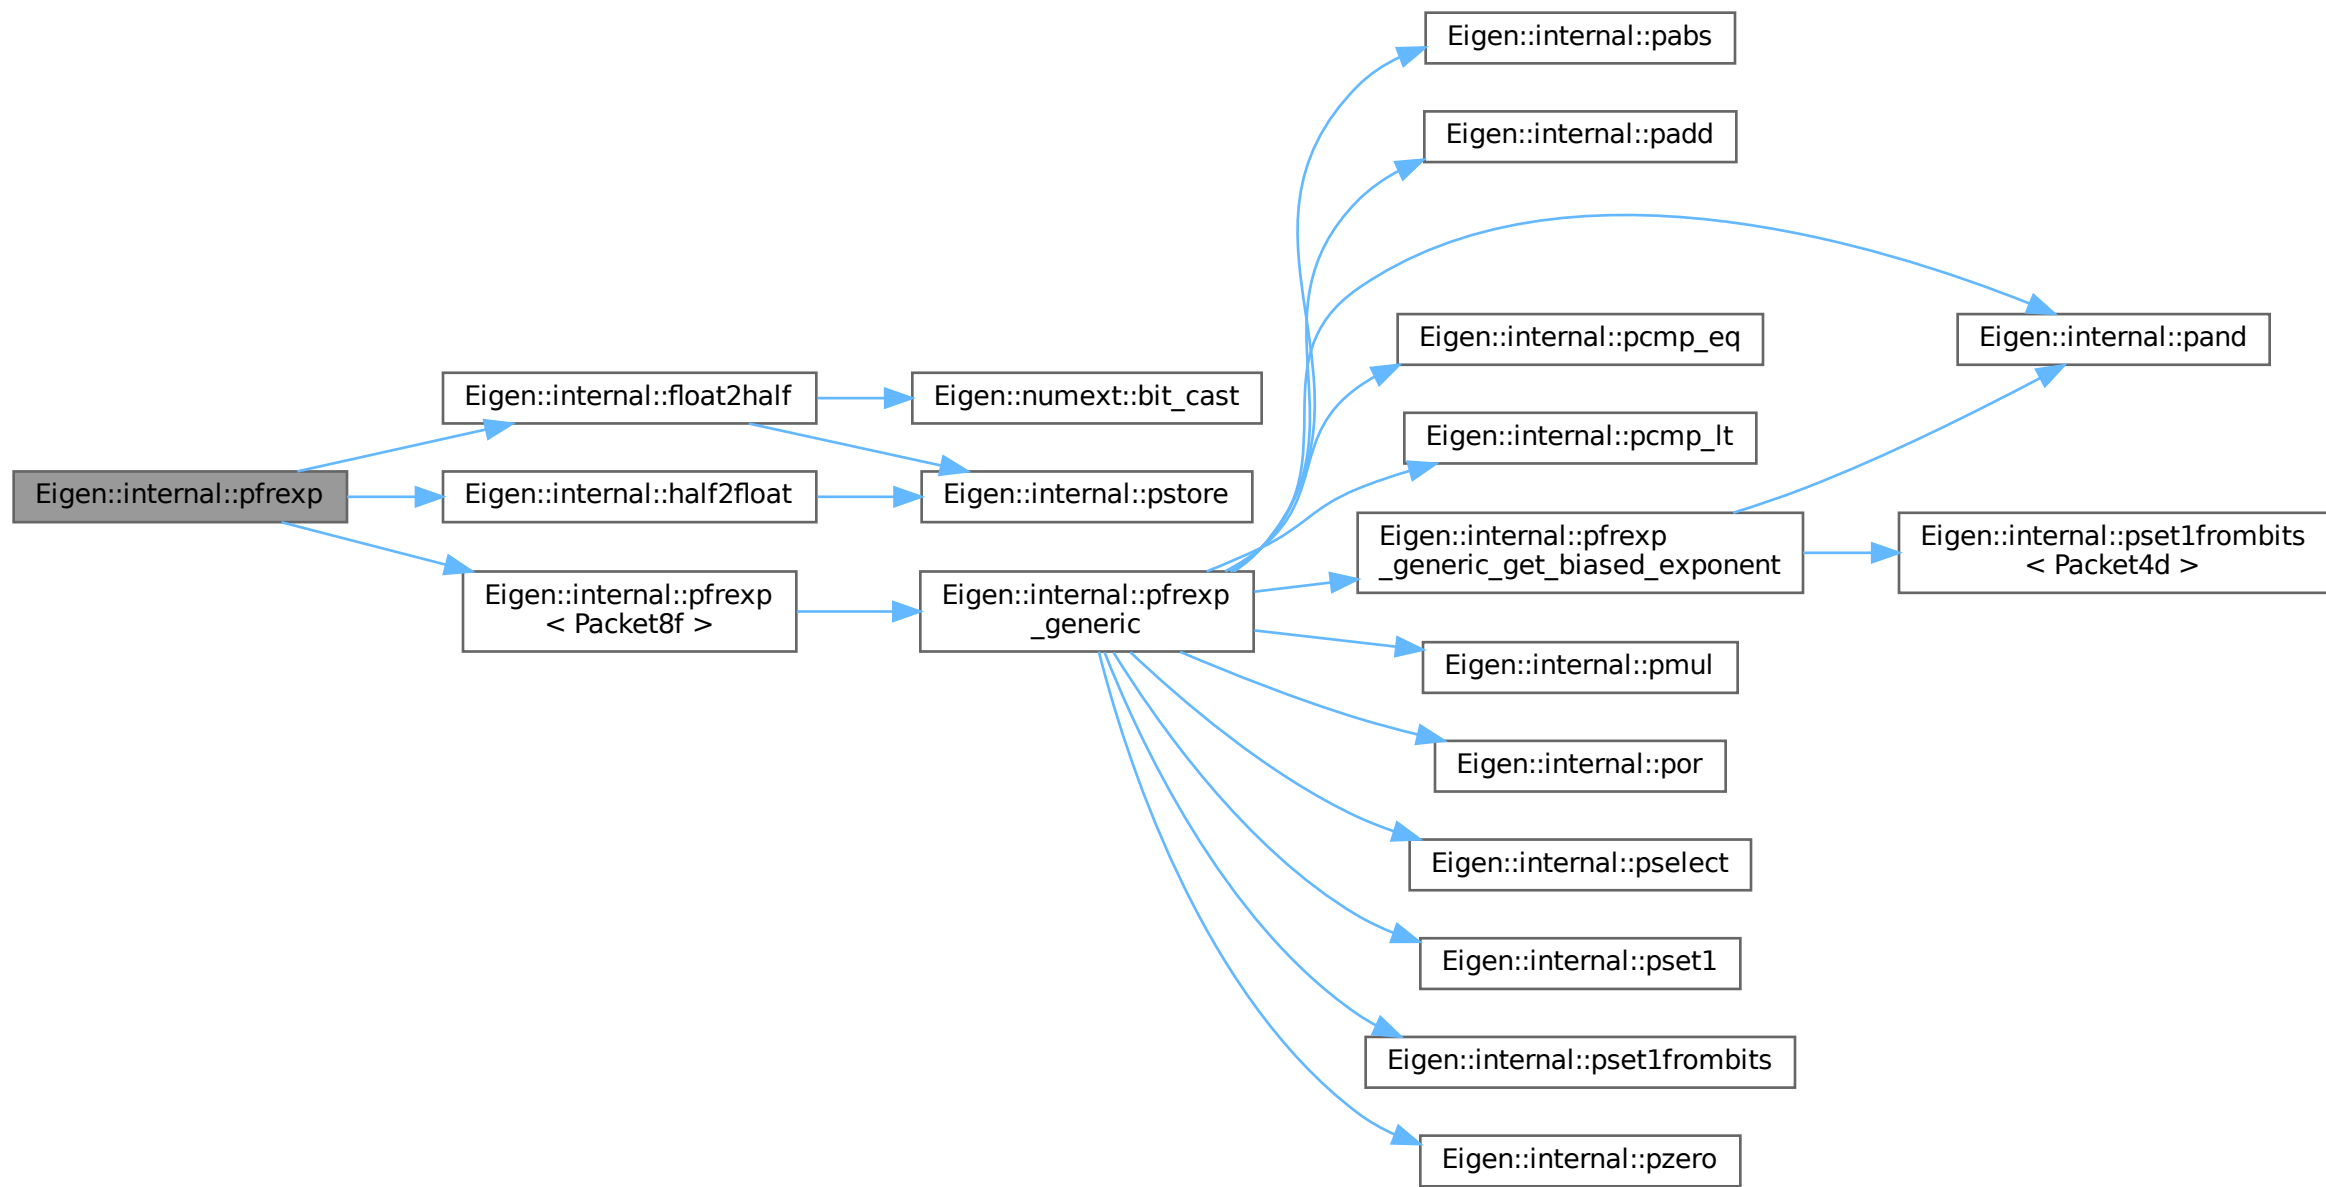 Eigen::internal::pfrexp
Eigen::internal::float2half
Eigen::internal::half2float
Eigen::internal::pfrexp
< Packet8f >
Eigen::numext::bit_cast
Eigen::internal::pstore
Eigen::internal::pfrexp
_generic
Eigen::internal::pabs
Eigen::internal::padd
Eigen::internal::pcmp_eq
Eigen::internal::pcmp_lt
Eigen::internal::pfrexp
_generic_get_biased_exponent
Eigen::internal::pmul
Eigen::internal::por
Eigen::internal::pselect
Eigen::internal::pset1
Eigen::internal::pset1frombits
Eigen::internal::pzero
Eigen::internal::pand
Eigen::internal::pset1frombits
< Packet4d >